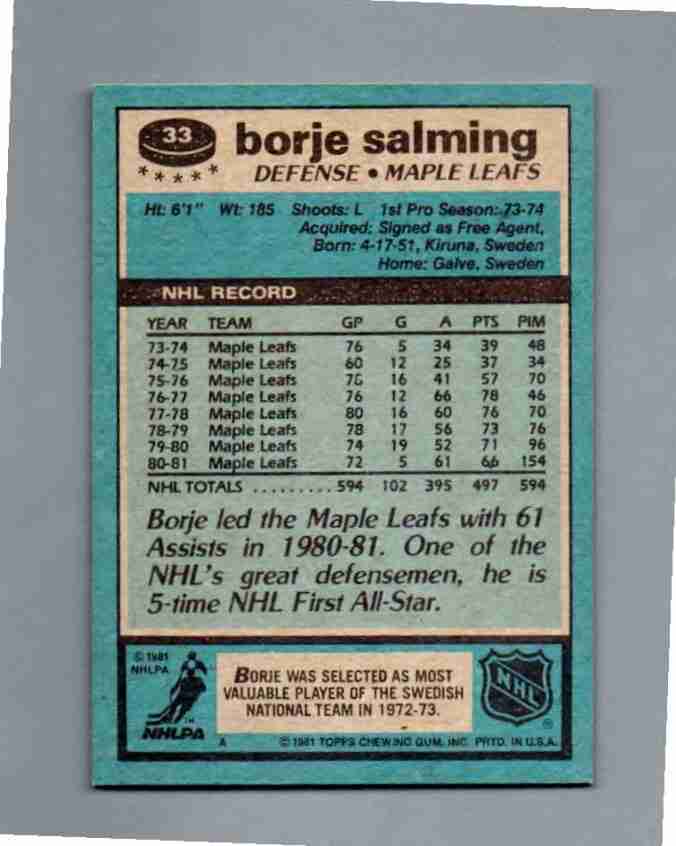 33
borje salming
***** DEFENSE • MAPLE LEAFS
Ht: 6'1" Wt: 185 Shoots: L 1st Pro Season: 73-74
Acquired: Signed as Free Agent,
Born: 4-17-51, Kiruna, Sweden
Home: Galve, Sweden
NHL RECORD
YEAR TEAM GP G A PTS PIM
73-74 Maple Leafs 76 5 34 39 48
74-75 Maple Leafs 60 12 25 37 34
75-76 Maple Leafs 78 16 41 57 70
76-77 Maple Leafs 76 12 66 78 46
77-78 Maple Leafs 80 16 60 76 70
78-79 Maple Leafs 78 17 56 73 76
79-80 Maple Leafs 74 19 52 71 96
80-81 Maple Leafs 72 5 61 66 154
NHL TOTALS ......... 594 102 395 497 594
Borje led the Maple Leafs with 61
Assists in 1980-81. One of the
NHL's great defensemen, he is
5-time NHL First All-Star.
© 1981
NHLPA
NHLPA
BORJE WAS SELECTED AS MOST
VALUABLE PLAYER OF THE SWEDISH
NATIONAL TEAM IN 1972-73.
NHL
®
A © 1981 TOPPS CHEWING GUM, INC. PRTD. IN U.S.A.